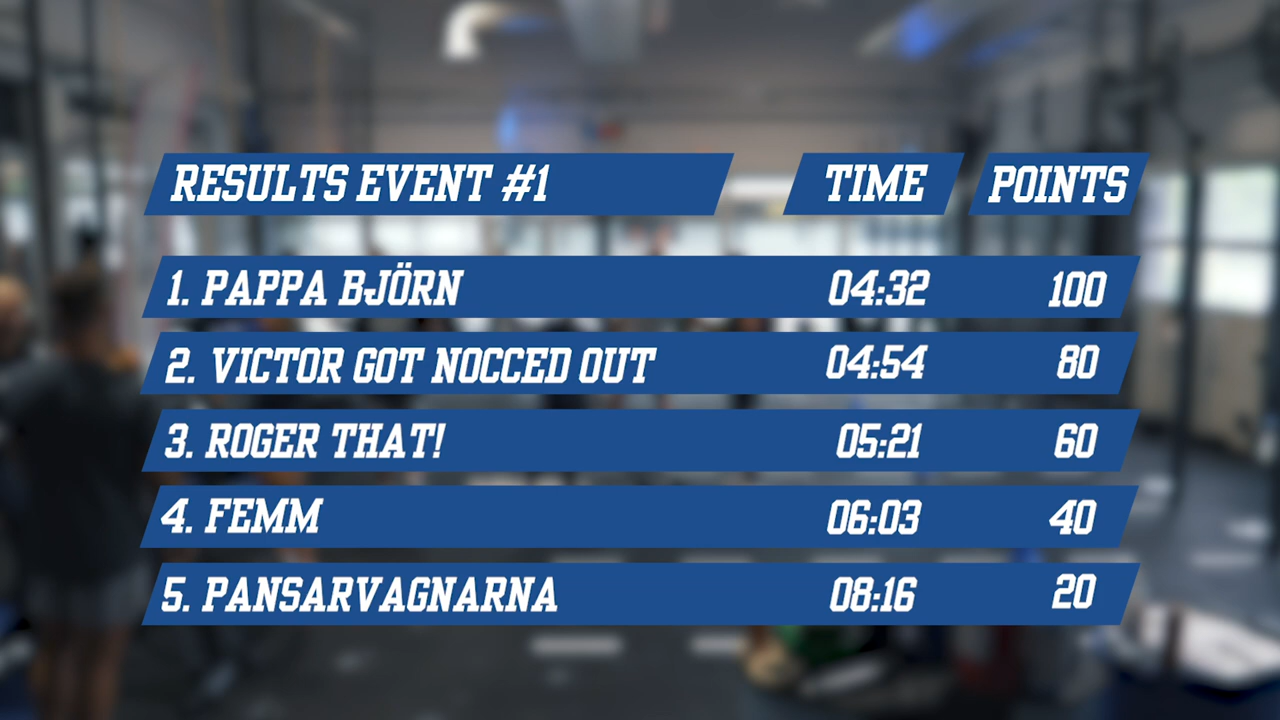 RESULTS EVENT #1 TIME POINTS
1. PAPPA BJÖRN 04:32 100
2. VICTOR GOT NOCCED OUT 04:54 80
3. ROGER THAT! 05:21 60
4. FEMM 06:03 40
5. PANSARVAGNARNA 08:16 20